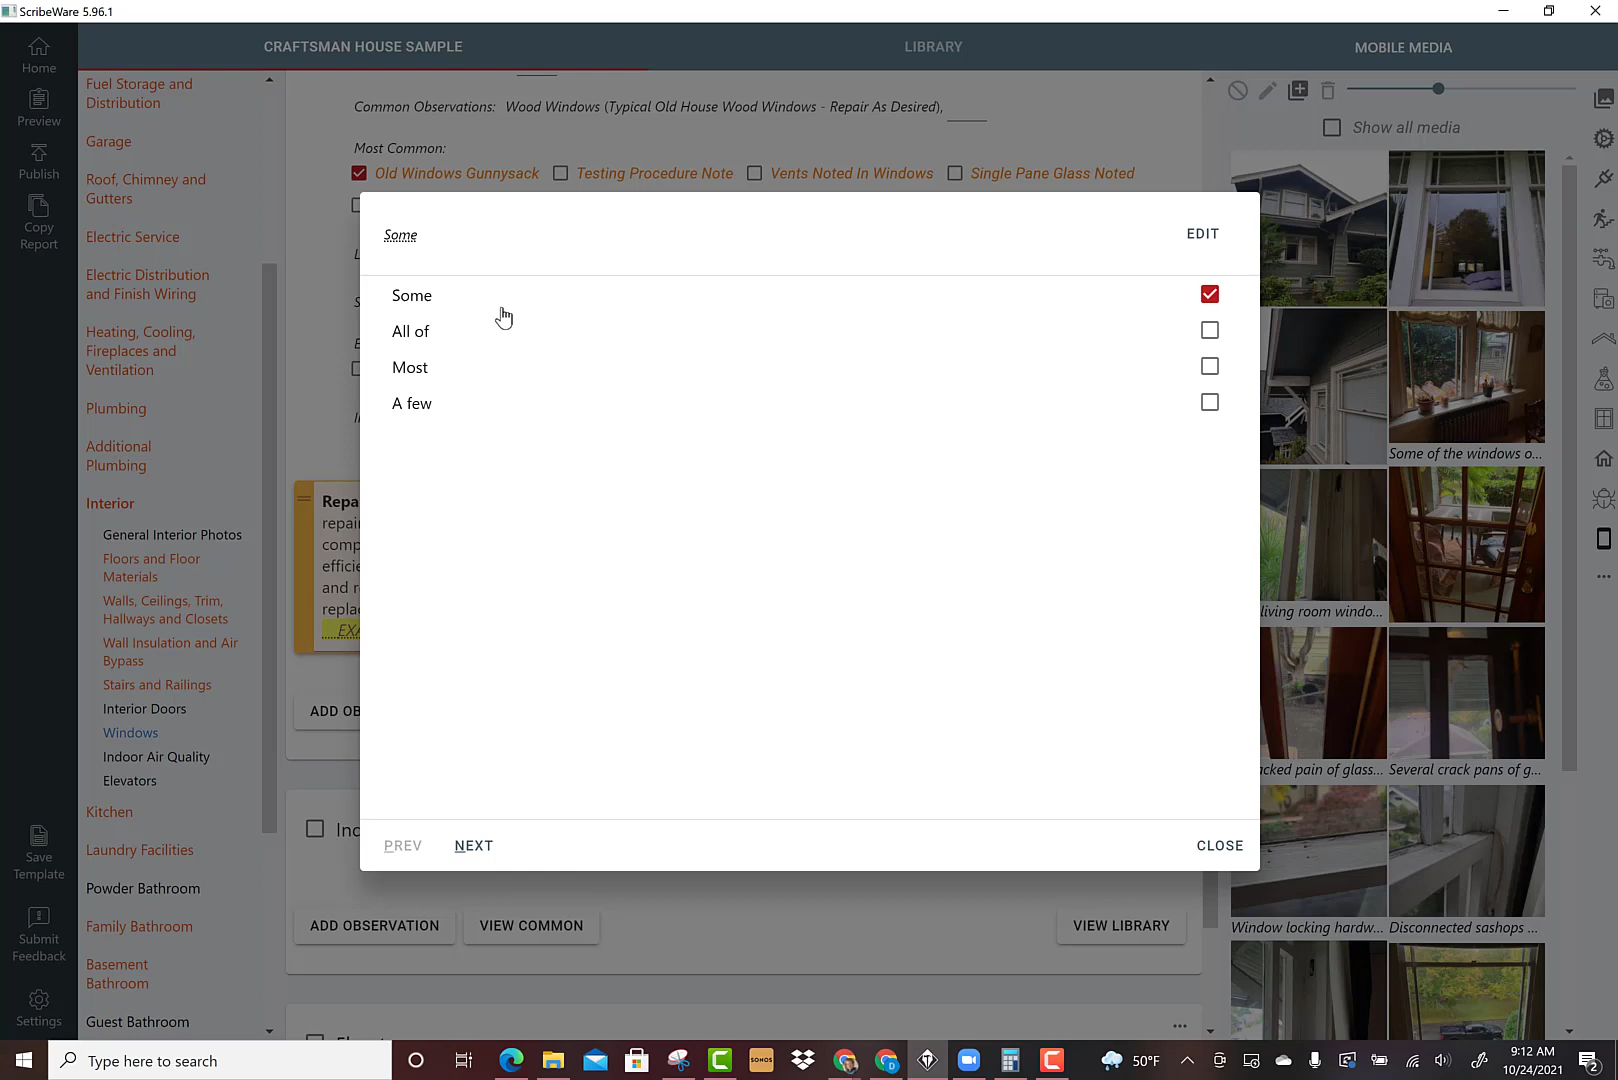 ScribeWare 5.96.1
CRAFTSMAN HOUSE SAMPLE
LIBRARY
MOBILE MEDIA
Home
Preview
Publish
Copy
Report
Save
Template
Submit
Feedback
Settings
Fuel Storage and
Distribution
Garage
Roof, Chimney and
Gutters
Electric Service
Electric Distribution
and Finish Wiring
Heating, Cooling,
Fireplaces and
Ventilation
Plumbing
Additional
Plumbing
Interior
General Interior Photos
Floors and Floor
Materials
Walls, Ceilings, Trim,
Hallways and Closets
Wall Insulation and Air
Bypass
Stairs and Railings
Interior Doors
Windows
Indoor Air Quality
Elevators
Kitchen
Laundry Facilities
Powder Bathroom
Family Bathroom
Basement
Bathroom
Guest Bathroom
Common Observations: Wood Windows (Typical Old House Wood Windows - Repair As Desired),
Most Common:
Old Windows Gunnysack Testing Procedure Note Vents Noted In Windows Single Pane Glass Noted
Some
EDIT
Some
All of
Most
A few
PREV NEXT CLOSE
ADD OBSERVATION VIEW COMMON VIEW LIBRARY
Show all media
Some of the windows o...
living room windo...
Several crack pans of g...
Window locking hardw...
Disconnected sashops ...
Type here to search
SONOS
50°F
9:12 AM
10/24/2021
2